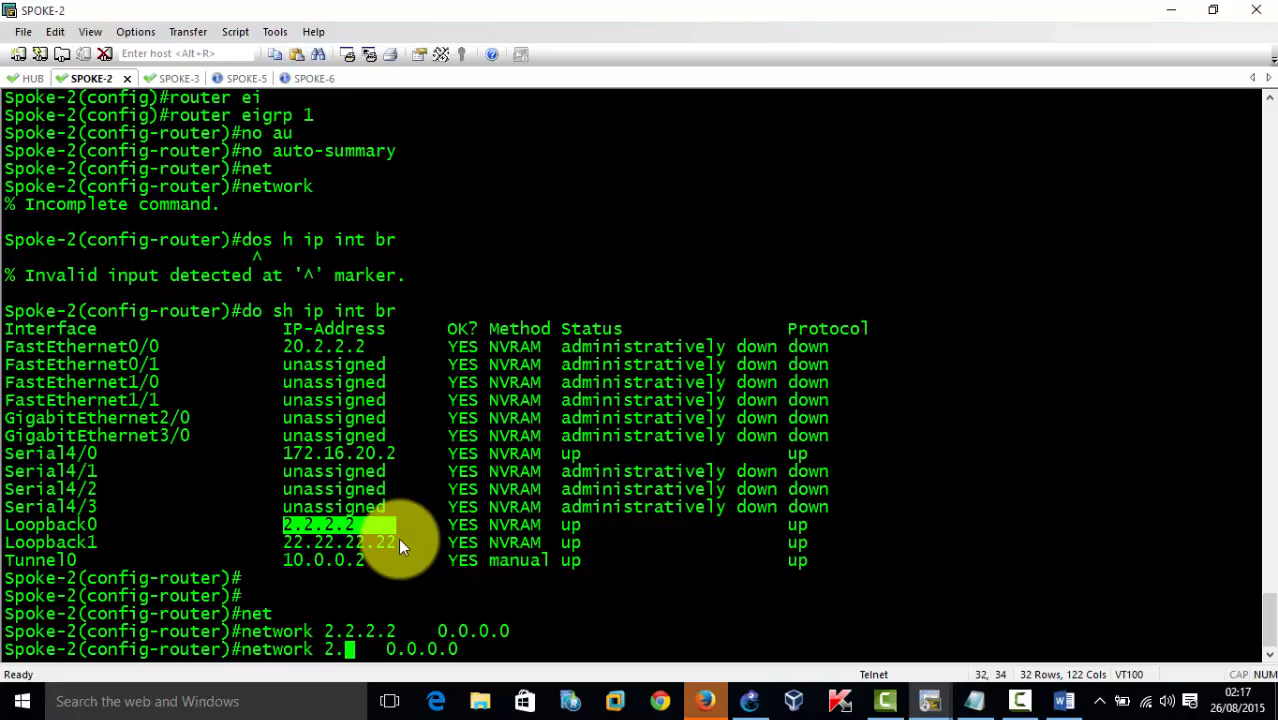 SPOKE-2
File Edit View Options Transfer Script Tools Help
Enter host <Alt+R>
HUB SPOKE-2 SPOKE-3 SPOKE-5 SPOKE-6
Spoke-2(config)#router ei
Spoke-2(config)#router eigrp 1
Spoke-2(config-router)#no au
Spoke-2(config-router)#no auto-summary
Spoke-2(config-router)#net
Spoke-2(config-router)#network
% Incomplete command.
Spoke-2(config-router)#dos h ip int br
^
% Invalid input detected at '^' marker.
Spoke-2(config-router)#do sh ip int br
Interface IP-Address OK? Method Status Protocol
FastEthernet0/0 20.2.2.2 YES NVRAM administratively down down
FastEthernet0/1 unassigned YES NVRAM administratively down down
FastEthernet1/0 unassigned YES NVRAM administratively down down
FastEthernet1/1 unassigned YES NVRAM administratively down down
GigabitEthernet2/0 unassigned YES NVRAM administratively down down
GigabitEthernet3/0 unassigned YES NVRAM administratively down down
Serial4/0 172.16.20.2 YES NVRAM up up
Serial4/1 unassigned YES NVRAM administratively down down
Serial4/2 unassigned YES NVRAM administratively down down
Serial4/3 unassigned YES NVRAM administratively down down
Loopback0 2.2.2.2 YES NVRAM up up
Loopback1 22.22.22.22 YES NVRAM up up
Tunnel0 10.0.0.2 YES manual up up
Spoke-2(config-router)#
Spoke-2(config-router)#
Spoke-2(config-router)#net
Spoke-2(config-router)#network 2.2.2.2 0.0.0.0
Spoke-2(config-router)#network 2. 0.0.0.0
Ready Telnet 32, 34 32 Rows, 122 Cols VT100 CAP NUM
Search the web and Windows
02:17
26/08/2015